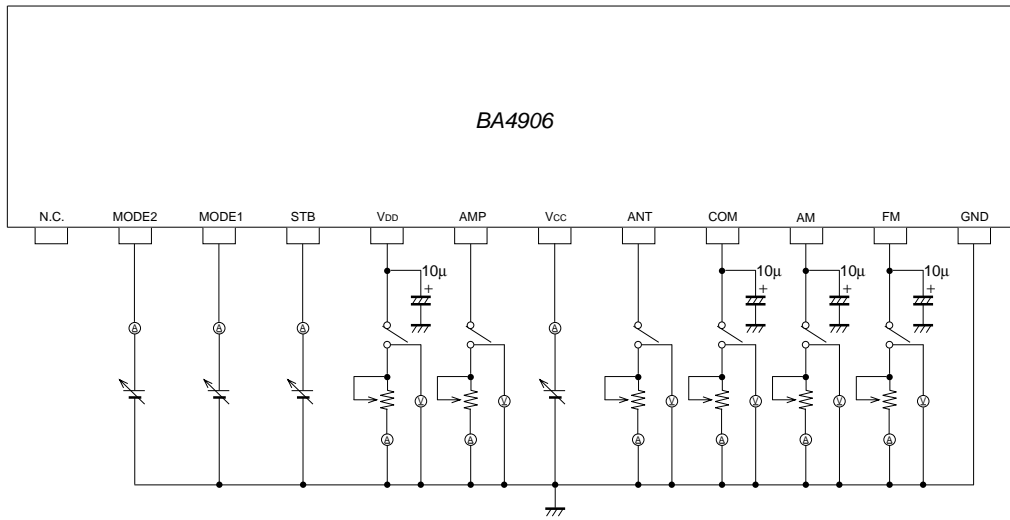 BA4906
N.C. MODE2 MODE1 STB VDD AMP VCC ANT COM AM FM GND
10μ 10μ 10μ 10μ
+ + + +
A A A A
V V V V V V
A A A A A A